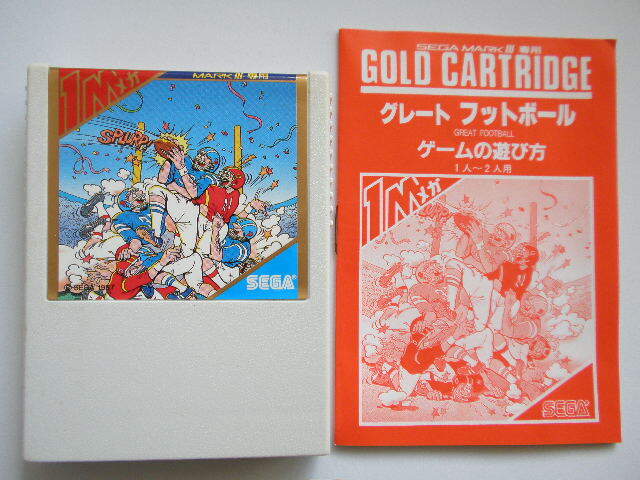 MARK III 専用
1Mメガ
SPLURP!
SEGA
© SEGA 1987
SEGA MARK III 専用
GOLD CARTRIDGE
グレート フットボール
GREAT FOOTBALL
ゲームの遊び方
1人～2人用
1Mメガ
SPLURP!
SEGA